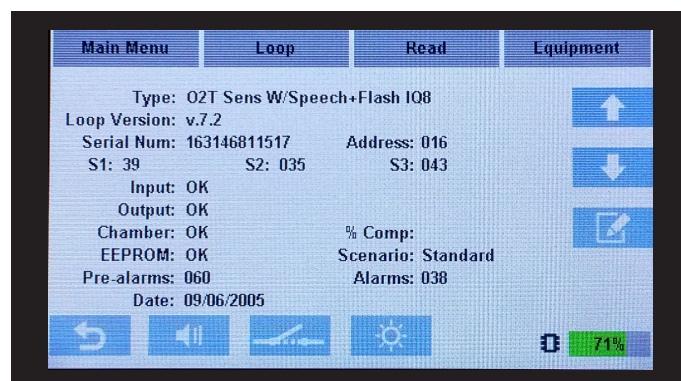 Main Menu Loop Read Equipment
Type: O2T Sens W/Speech+Flash IQ8
Loop Version: v.7.2
Serial Num: 163146811517 Address: 016
S1: 39 S2: 035 S3: 043
Input: OK
Output: OK
Chamber: OK % Comp:
EEPROM: OK Scenario: Standard
Pre-alarms: 060 Alarms: 038
Date: 09/06/2005
71%